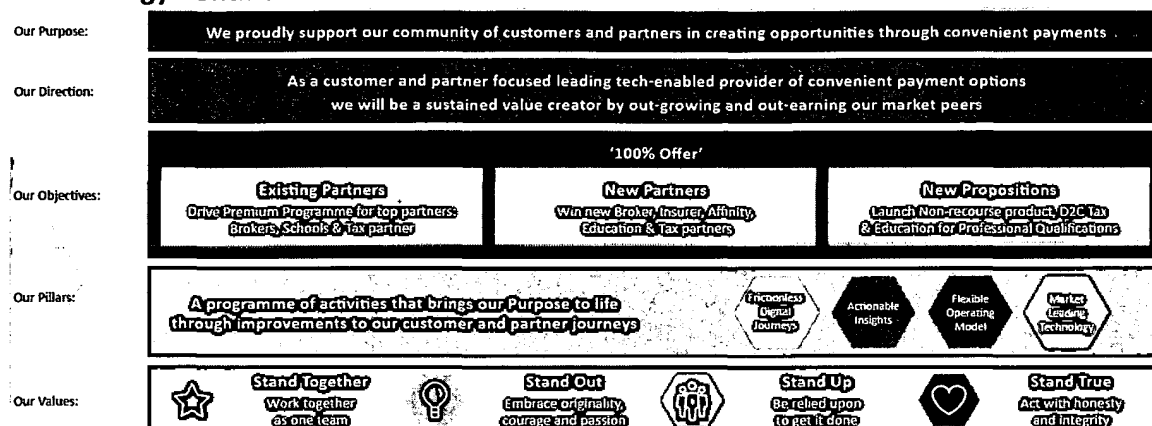 Our Purpose:
We proudly support our community of customers and partners in creating opportunities through convenient payments
Our Direction:
As a customer and partner focused leading tech-enabled provider of convenient payment options
we will be a sustained value creator by out-growing and out-earning our market peers
'100% Offer'
Our Objectives:
Existing Partners
Drive Premium Programme for top partners:
Brokers, Schools & Tax partner
New Partners
Win new Broker, Insurer, Affinity,
Education & Tax partners
New Propositions
Launch Non-recourse product, D2C Tax
& Education for Professional Qualifications
Our Pillars:
A programme of activities that brings our Purpose to life
through improvements to our customer and partner journeys
Frictionless
Digital
Journeys
Actionable
Insights
Flexible
Operating
Model
Market
Leading
Technology
Our Values:
Stand Together
Work together
as one team
Stand Out
Embrace originality,
courage and passion
Stand Up
Be relied upon
to get it done
Stand True
Act with honesty
and integrity